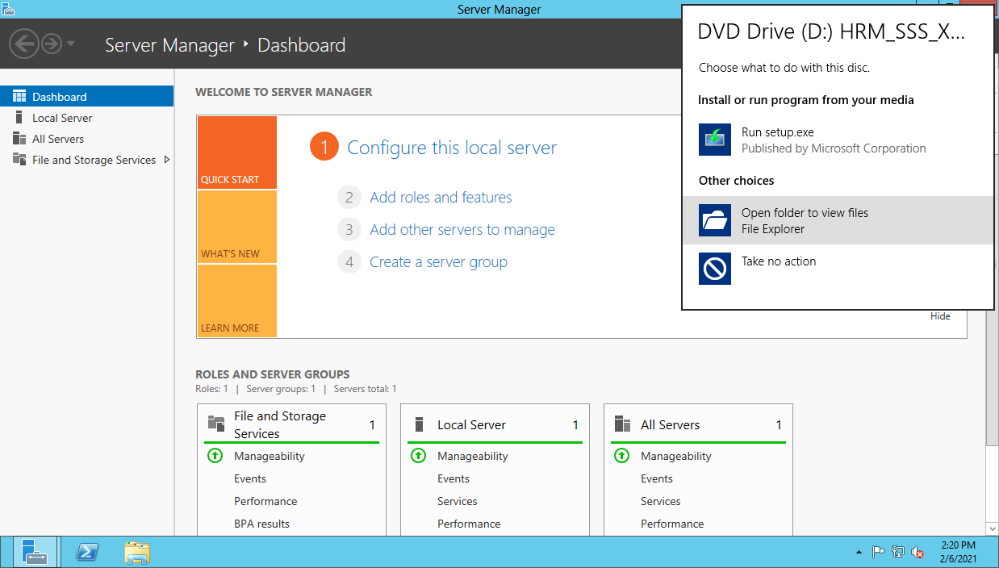 Server Manager
Server Manager ‣ Dashboard
Dashboard
Local Server
All Servers
File and Storage Services
WELCOME TO SERVER MANAGER
QUICK START
WHAT'S NEW
LEARN MORE
1 Configure this local server
2 Add roles and features
3 Add other servers to manage
4 Create a server group
Hide
DVD Drive (D:) HRM_SSS_X...
Choose what to do with this disc.
Install or run program from your media
Run setup.exe
Published by Microsoft Corporation
Other choices
Open folder to view files
File Explorer
Take no action
ROLES AND SERVER GROUPS
Roles: 1 | Server groups: 1 | Servers total: 1
File and Storage
Services
1
Manageability
Events
Performance
BPA results
Local Server 1
Manageability
Events
Services
Performance
All Servers 1
Manageability
Events
Services
Performance
2:20 PM
2/6/2021